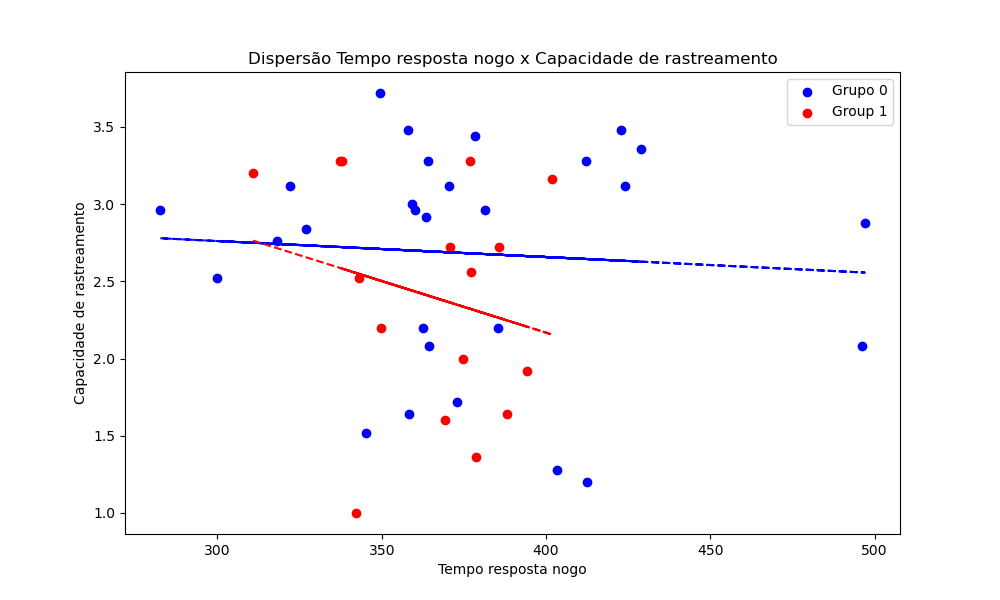 Dispersão Tempo resposta nogo x Capacidade de rastreamento
Grupo 0
Group 1
Capacidade de rastreamento
3.5
3.0
2.5
2.0
1.5
1.0
300 350 400 450 500
Tempo resposta nogo